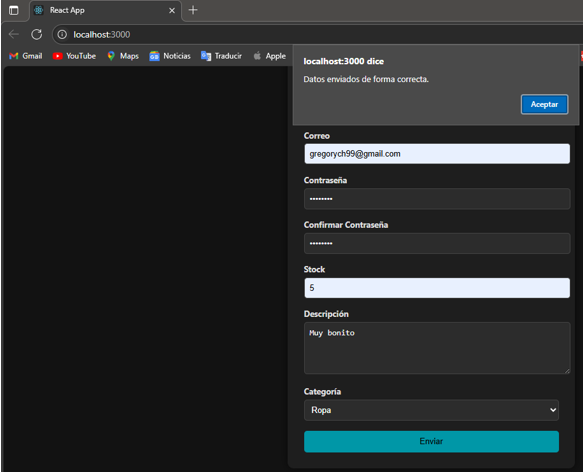 React App
localhost:3000
Gmail YouTube Maps Noticias Traducir Apple
localhost:3000 dice
Datos enviados de forma correcta.
Aceptar
Correo
gregorych99@gmail.com
Contraseña
••••••••
Confirmar Contraseña
••••••••
Stock
5
Descripción
Muy bonito
Categoría
Ropa
Enviar